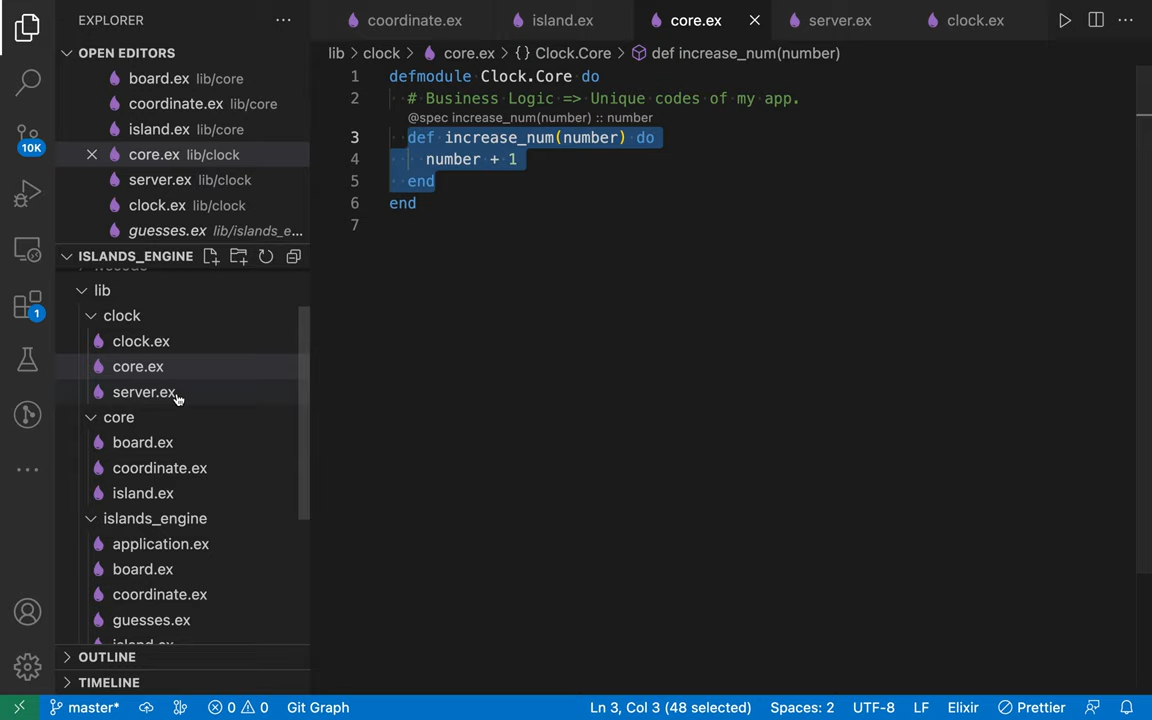 EXPLORER
OPEN EDITORS
board.ex lib/core
coordinate.ex lib/core
island.ex lib/core
core.ex lib/clock
server.ex lib/clock
clock.ex lib/clock
guesses.ex lib/islands_e...
10K
1
ISLANDS_ENGINE
lib
clock
clock.ex
core.ex
server.ex
core
board.ex
coordinate.ex
island.ex
islands_engine
application.ex
board.ex
coordinate.ex
guesses.ex
island.ex
OUTLINE
TIMELINE
coordinate.ex island.ex core.ex server.ex clock.ex
lib > clock > core.ex > {} Clock.Core > def increase_num(number)
1 defmodule Clock.Core do
2 # Business Logic => Unique codes of my app.
@spec increase_num(number) :: number
3 def increase_num(number) do
4 number + 1
5 end
6 end
7
master* 0 0 Git Graph Ln 3, Col 3 (48 selected) Spaces: 2 UTF-8 LF Elixir Prettier